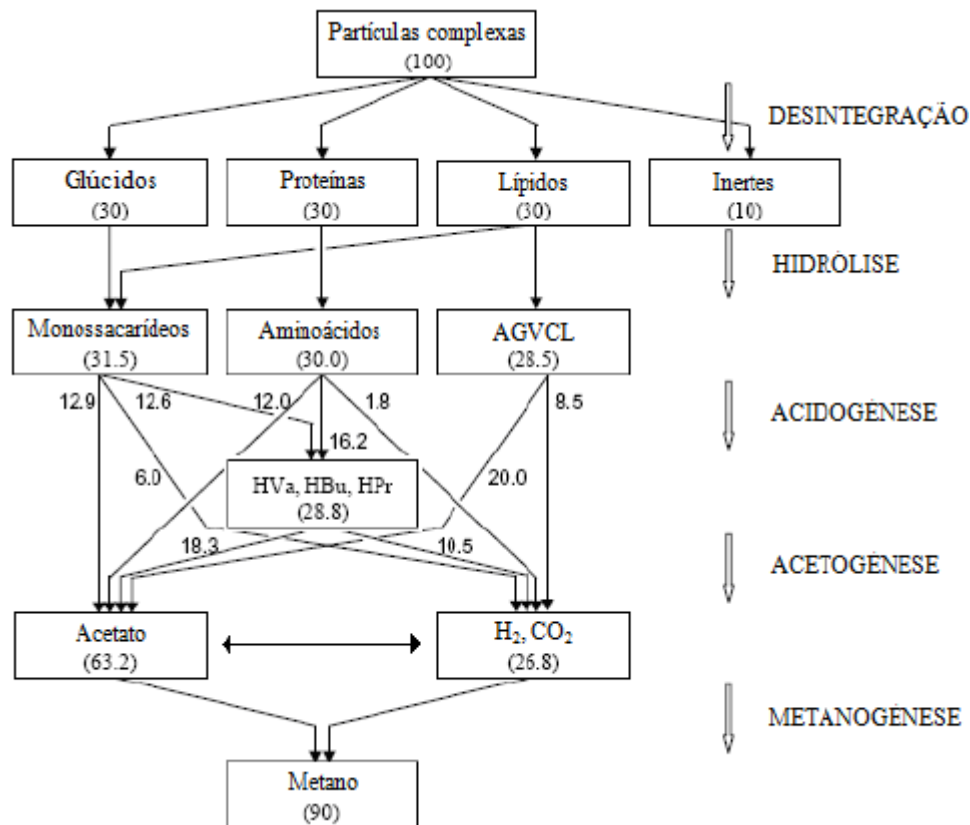 Partículas complexas
(100)
DESINTEGRAÇÃO
Glúcidos
(30)
Proteínas
(30)
Lípidos
(30)
Inertes
(10)
HIDRÓLISE
Monossacarídeos
(31.5)
Aminoácidos
(30.0)
AGVCL
(28.5)
12.9
12.6
12.0
1.8
8.5
ACIDOGÉNESE
16.2
6.0
20.0
HVa, HBu, HPr
(28.8)
18.3
10.5
ACETOGÉNESE
Acetato
(63.2)
H₂, CO₂
(26.8)
METANOGÉNESE
Metano
(90)